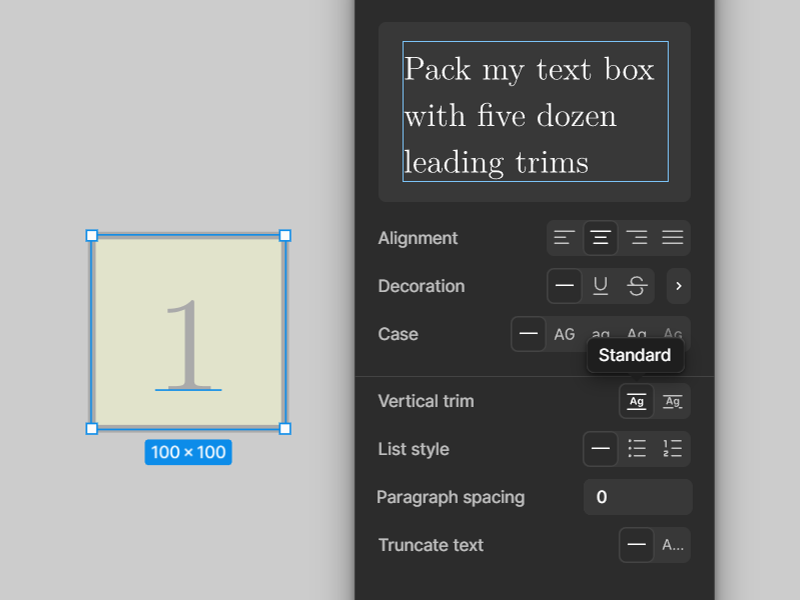 Pack my text box
with five dozen
leading trims
1
100 × 100
Alignment
Decoration
U S
Case
AG ag Ag Ag
Standard
Vertical trim
Ag Ag
List style
Paragraph spacing
0
Truncate text
A...